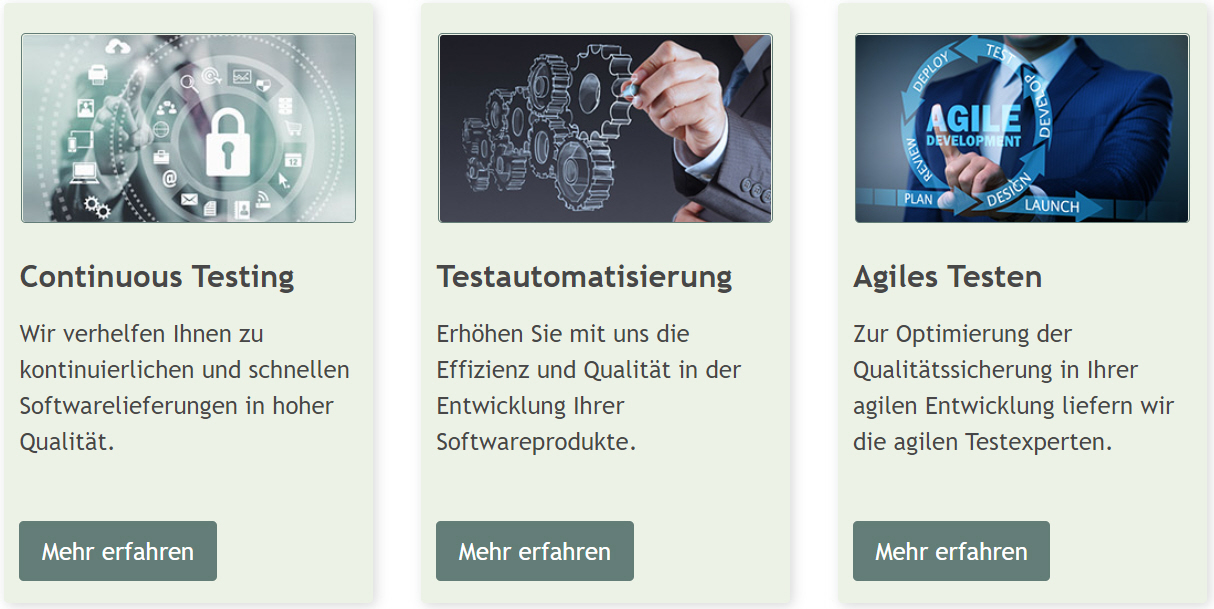 DEPLOY
TEST
DEVELOP
AGILE
DEVELOPMENT
REVIEW
DESIGN
PLAN
LAUNCH
12
@
Continuous Testing
Wir verhelfen Ihnen zu
kontinuierlichen und schnellen
Softwarelieferungen in hoher
Qualität.
Mehr erfahren
Testautomatisierung
Erhöhen Sie mit uns die
Effizienz und Qualität in der
Entwicklung Ihrer
Softwareprodukte.
Mehr erfahren
Agiles Testen
Zur Optimierung der
Qualitätssicherung in Ihrer
agilen Entwicklung liefern wir
die agilen Testexperten.
Mehr erfahren